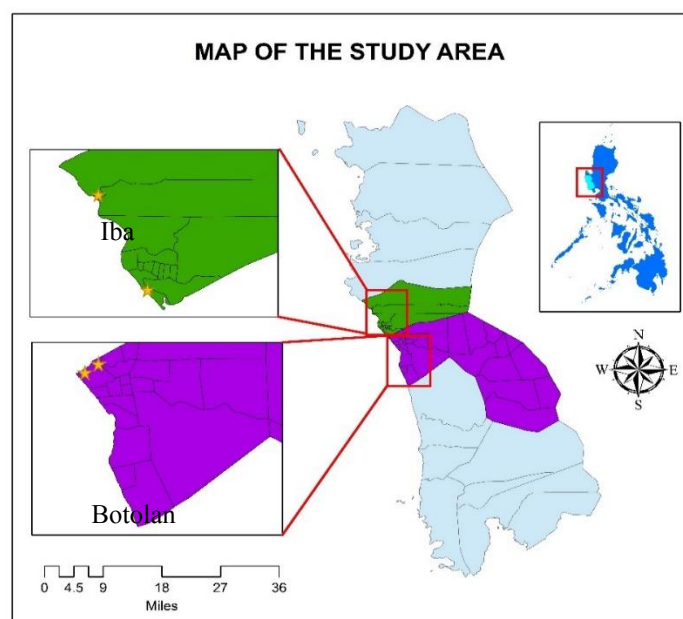 MAP OF THE STUDY AREA
Iba
Botolan
N
W E
S
0 4.5 9 18 27 36
Miles